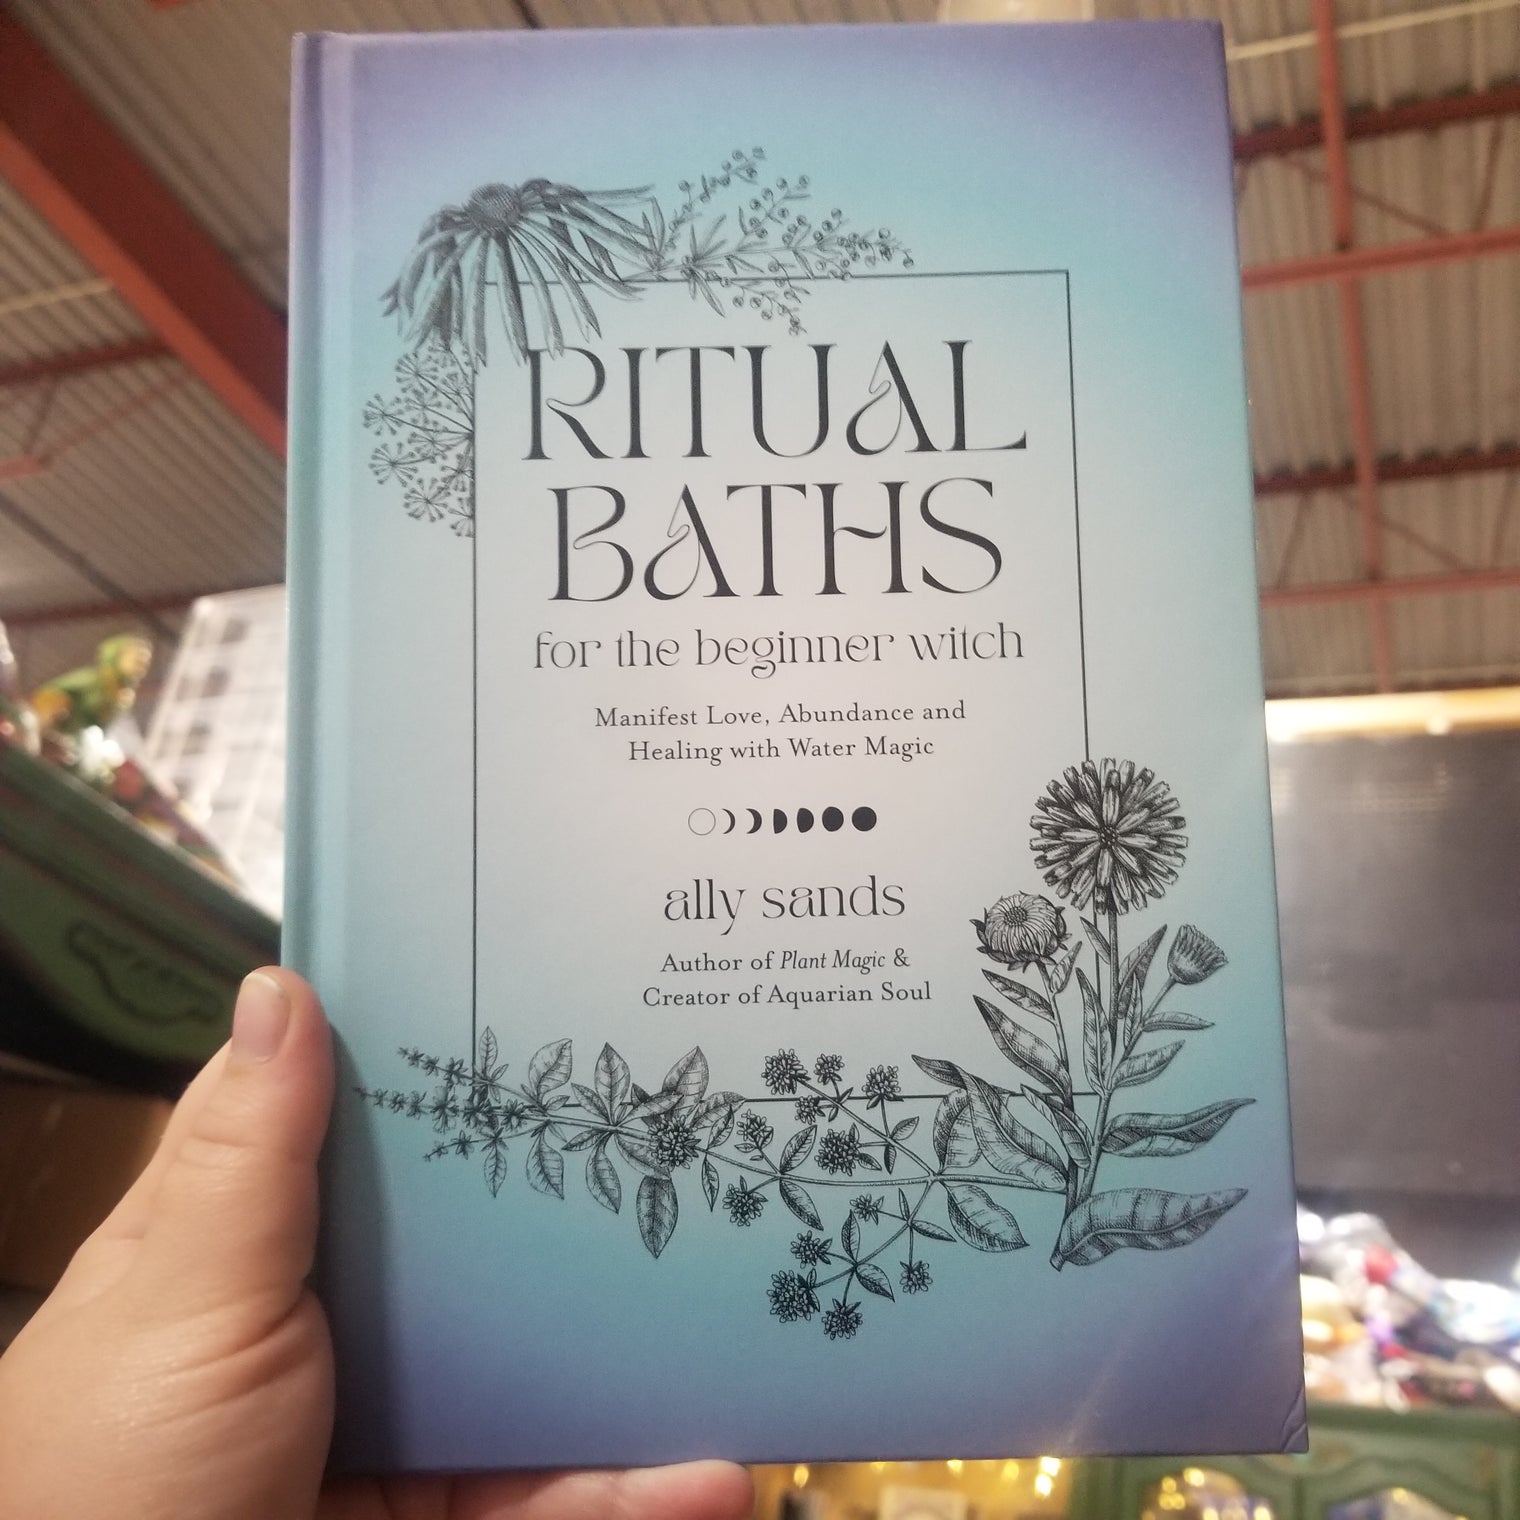 RITUAL
BATHS
for the beginner witch
Manifest Love, Abundance and
Healing with Water Magic
ally sands
Author of Plant Magic &
Creator of Aquarian Soul